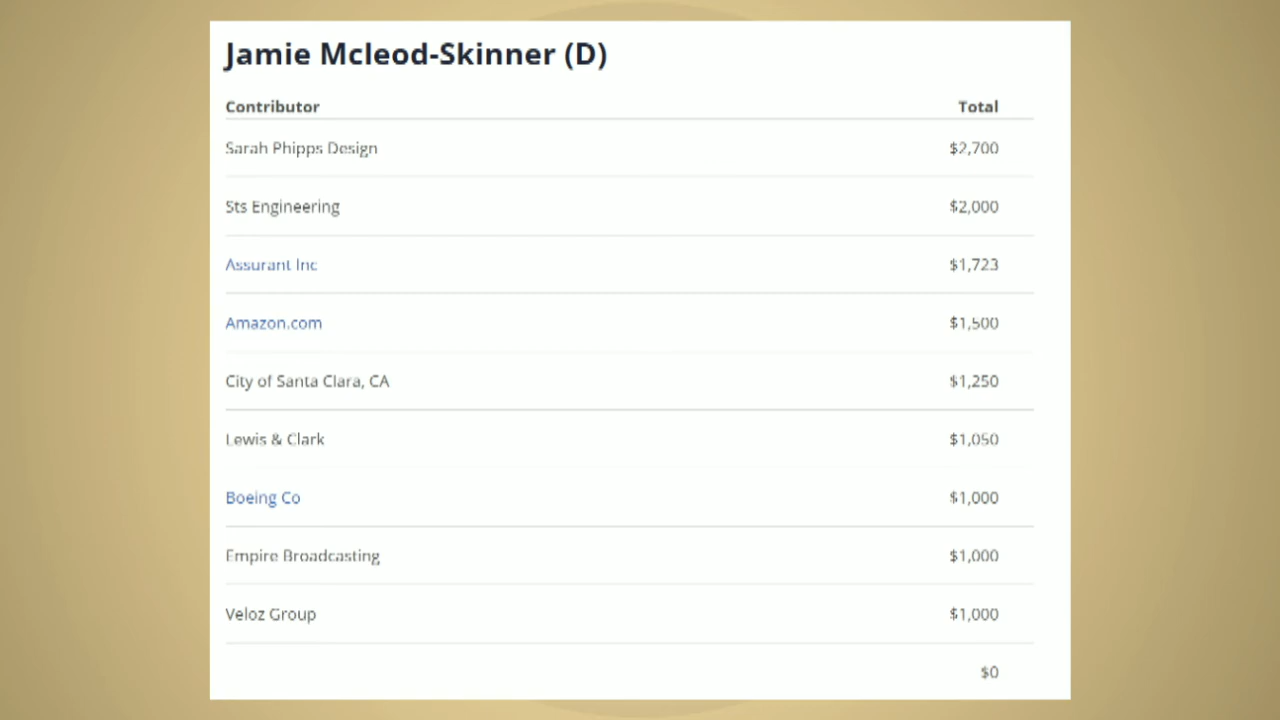 Jamie Mcleod-Skinner (D)
Contributor Total
Sarah Phipps Design $2,700
Sts Engineering $2,000
Assurant Inc $1,723
Amazon.com $1,500
City of Santa Clara, CA $1,250
Lewis & Clark $1,050
Boeing Co $1,000
Empire Broadcasting $1,000
Veloz Group $1,000
$0